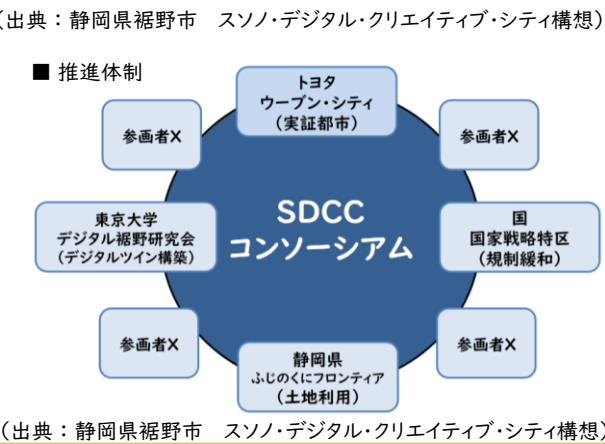 (出典：静岡県裾野市　スソノ・デジタル・クリエイティブ・シティ構想)
■ 推進体制
トヨタ
ウーブン・シティ
(実証都市)
参画者X
参画者X
東京大学
デジタル裾野研究会
(デジタルツイン構築)
SDCC
コンソーシアム
国
国家戦略特区
(規制緩和)
参画者X
参画者X
静岡県
ふじのくにフロンティア
(土地利用)
(出典：静岡県裾野市　スソノ・デジタル・クリエイティブ・シティ構想)